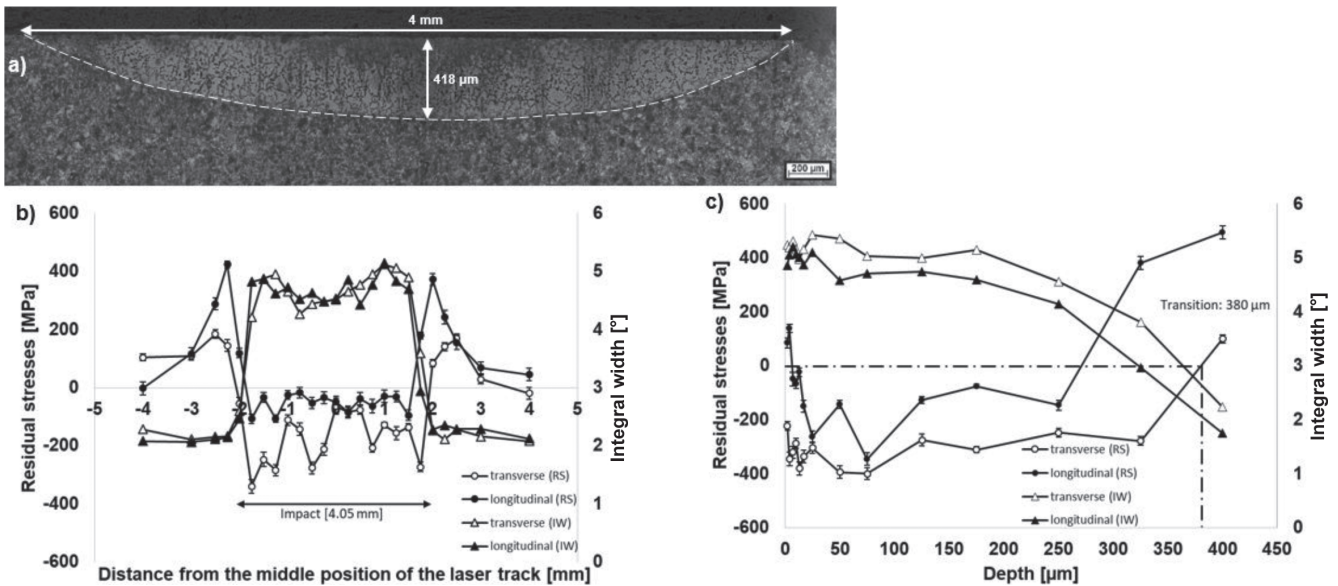 4 mm
a)
418 µm
200 µm
b)
600
400
200
0
-200
-400
-600
Residual stresses [MPa]
-5 -4 -3 -2 -1 0 1 2 3 4 5
6
5
4
3
2
1
0
Integral width [°]
transverse (RS)
longitudinal (RS)
transverse (IW)
longitudinal (IW)
Impact [4.05 mm]
Distance from the middle position of the laser track [mm]
c)
600
400
200
0
-200
-400
-600
Residual stresses [MPa]
6
5
4
3
2
1
0
Integral width [°]
Transition: 380 µm
transverse (RS)
longitudinal (RS)
transverse (IW)
longitudinal (IW)
0 50 100 150 200 250 300 350 400 450
Depth [µm]